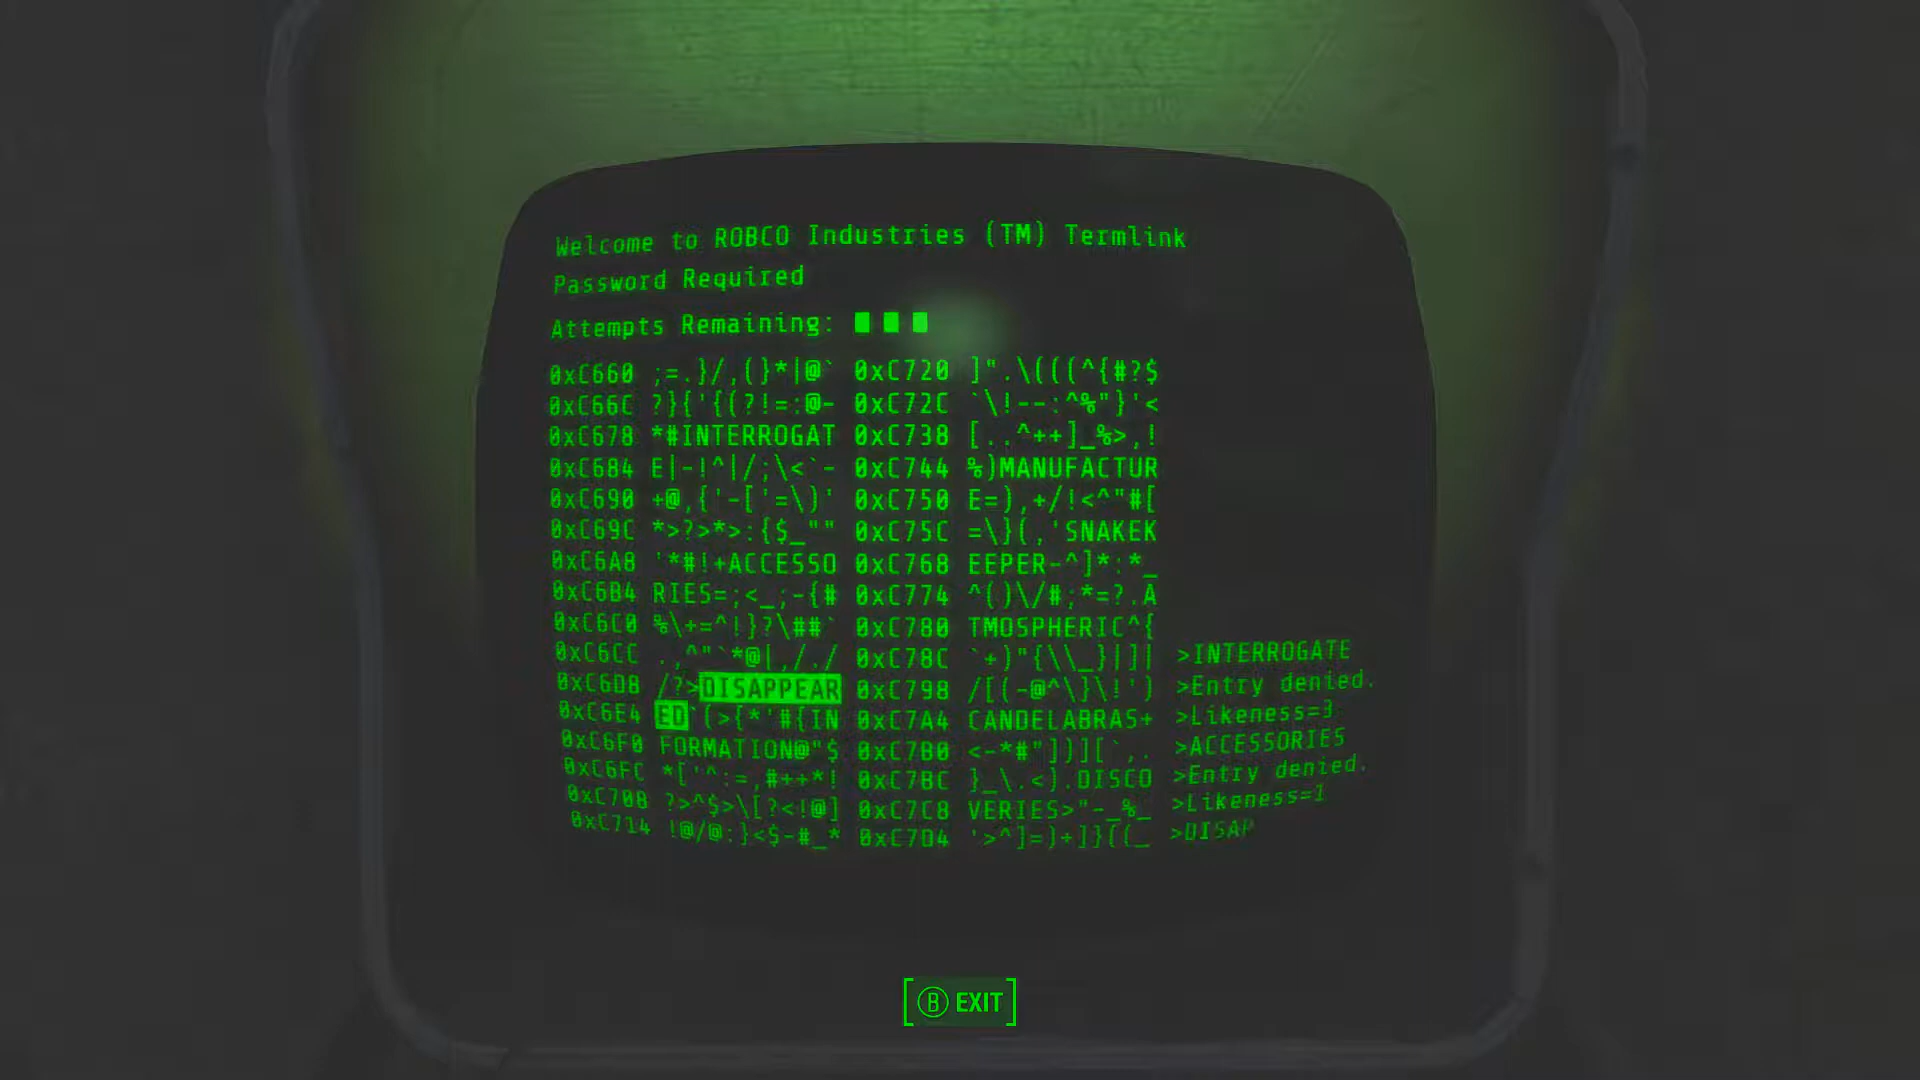 Welcome to ROBCO Industries (TM) Termlink
Password Required
Attempts Remaining:
0xC660 ;=.}/,(}*|@` 0xC720 ]".\(((^{#?$
0xC66C ?}{'{(?!=:@- 0xC72C `\!--:^%"}'<
0xC678 *#INTERROGAT 0xC738 [..^++]_%>,!
0xC684 E|-!^|/;\<`- 0xC744 %)MANUFACTUR
0xC690 +@,{'-['=\)' 0xC750 E=),+/!<^"#[
0xC69C *>?>*>:{$_"" 0xC75C =\}(,'SNAKEK
0xC6A8 '*#!+ACCESSO 0xC768 EEPER-^]*:*_
0xC6B4 RIES=;<_;-{# 0xC774 ^()\/#;*=?.A
0xC6C0 %\+=^!}?\##` 0xC780 TMOSPHERIC^{
0xC6CC .,^"`*@|,/./ 0xC78C `+)"{\\_}|]| >INTERROGATE
0xC6D8 /?>DISAPPEAR 0xC798 /[(-@^\}\!') >Entry denied.
0xC6E4 ED`(>{*'#{IN 0xC7A4 CANDELABRAS+ >Likeness=3
0xC6F0 FORMATION@"$ 0xC7B0 <-*#"])][`,. >ACCESSORIES
0xC6FC *['^:=,#++*! 0xC7BC }_\.<).DISCO >Entry denied.
0xC708 ?>^$>\[?<!@] 0xC7C8 VERIES>"-_%_ >Likeness=1
0xC714 !@/@:}<$-#_* 0xC7D4 '>^]=)+]}{(_ >DISAP
B EXIT